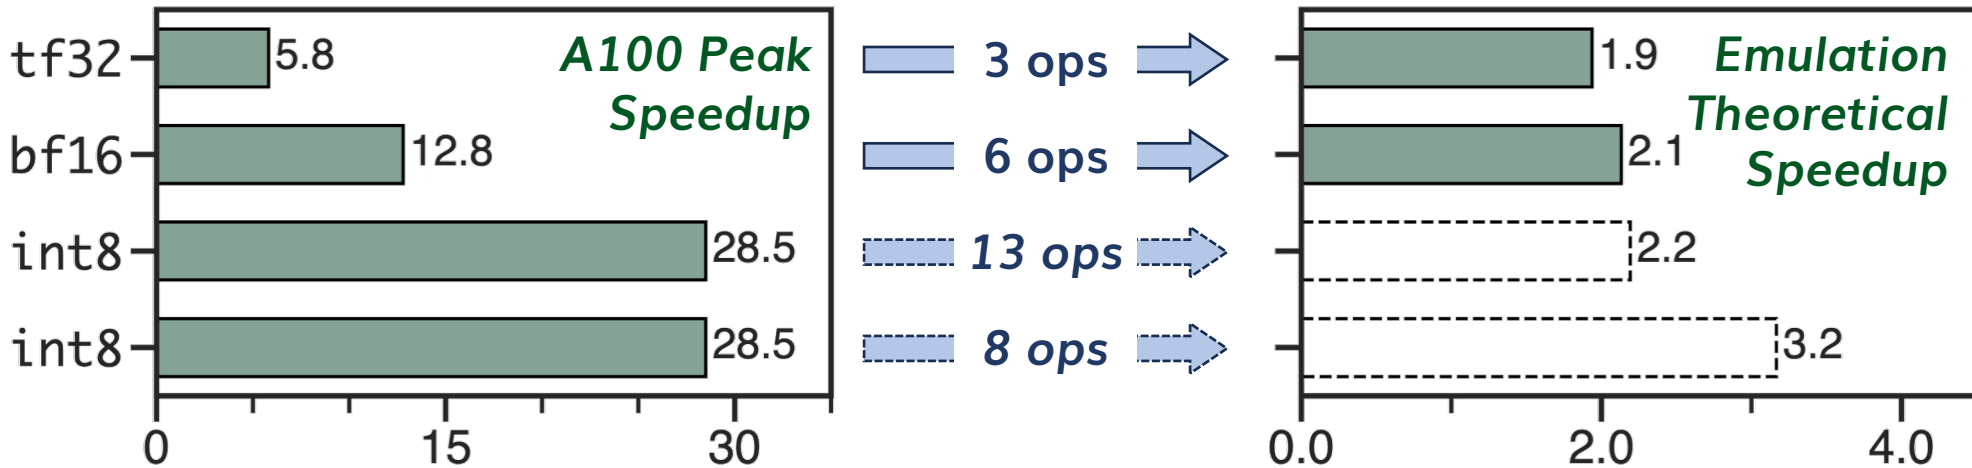 tf32
5.8
A100 Peak
Speedup
3 ops
1.9
Emulation
Theoretical
Speedup
bf16
12.8
6 ops
2.1
int8
28.5
13 ops
2.2
int8
28.5
8 ops
3.2
0 15 30
0.0 2.0 4.0